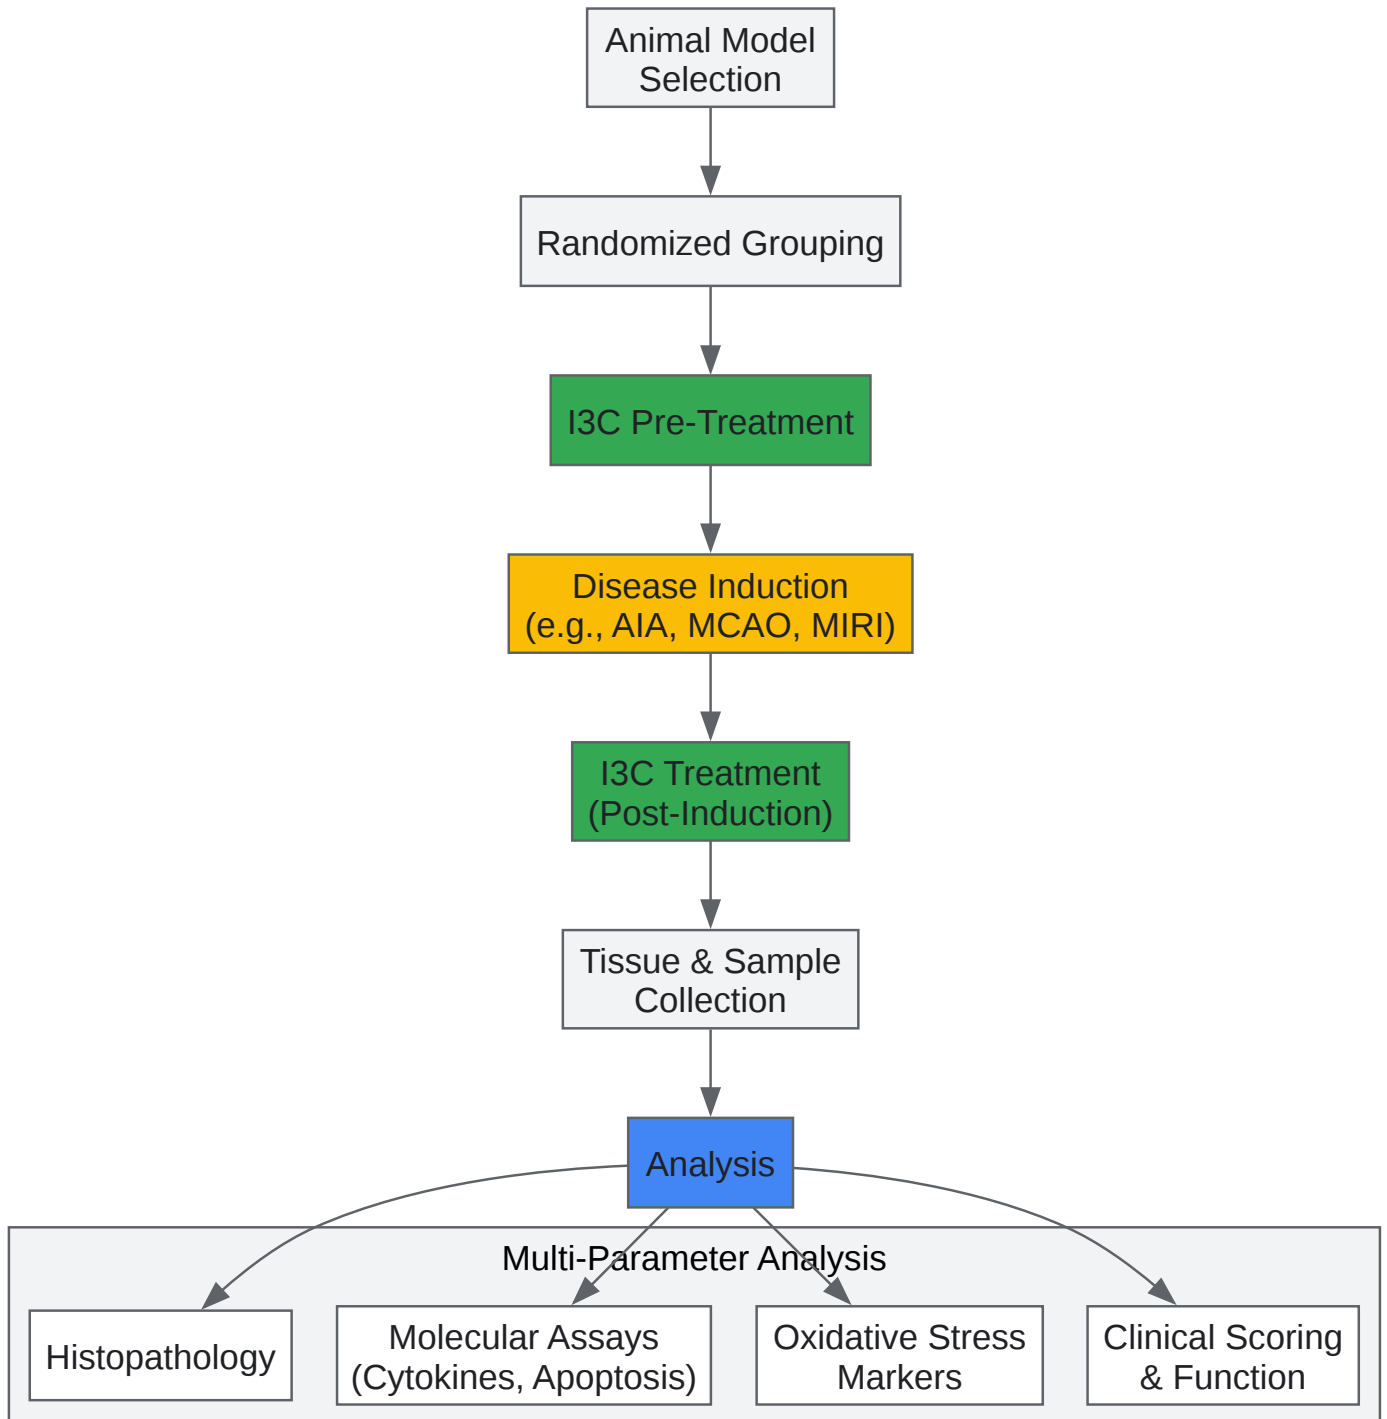 Animal Model
Selection
Randomized Grouping
I3C Pre-Treatment
Disease Induction
(e.g., AIA, MCAO, MIRI)
I3C Treatment
(Post-Induction)
Tissue & Sample
Collection
Analysis
Multi-Parameter Analysis
Histopathology
Molecular Assays
(Cytokines, Apoptosis)
Oxidative Stress
Markers
Clinical Scoring
& Function